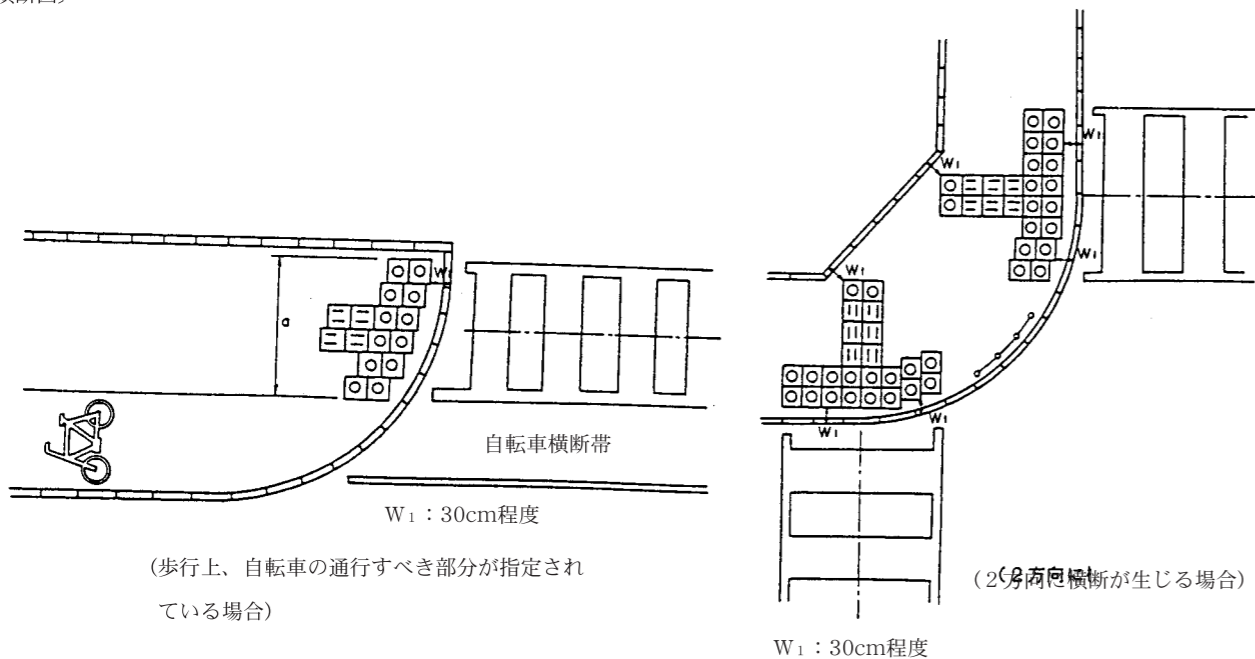 W₁
a
自転車横断帯
W₁：30cm程度
(歩行上、自転車の通行すべき部分が指定され
ている場合)
W₁
W₁
W₁
W₁
W₁
W₁
(2方向に横断が生じる場合)
W₁：30cm程度